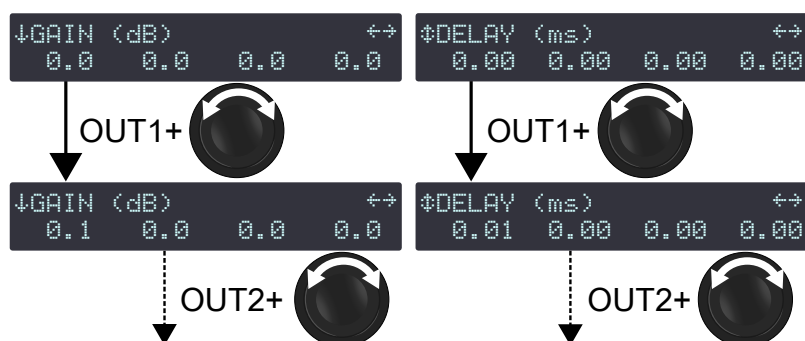 ↓GAIN (dB) ←→
0.0 0.0 0.0 0.0
OUT1+
↓GAIN (dB) ←→
0.1 0.0 0.0 0.0
OUT2+
↕DELAY (ms) ←→
0.00 0.00 0.00 0.00
OUT1+
↕DELAY (ms) ←→
0.01 0.00 0.00 0.00
OUT2+